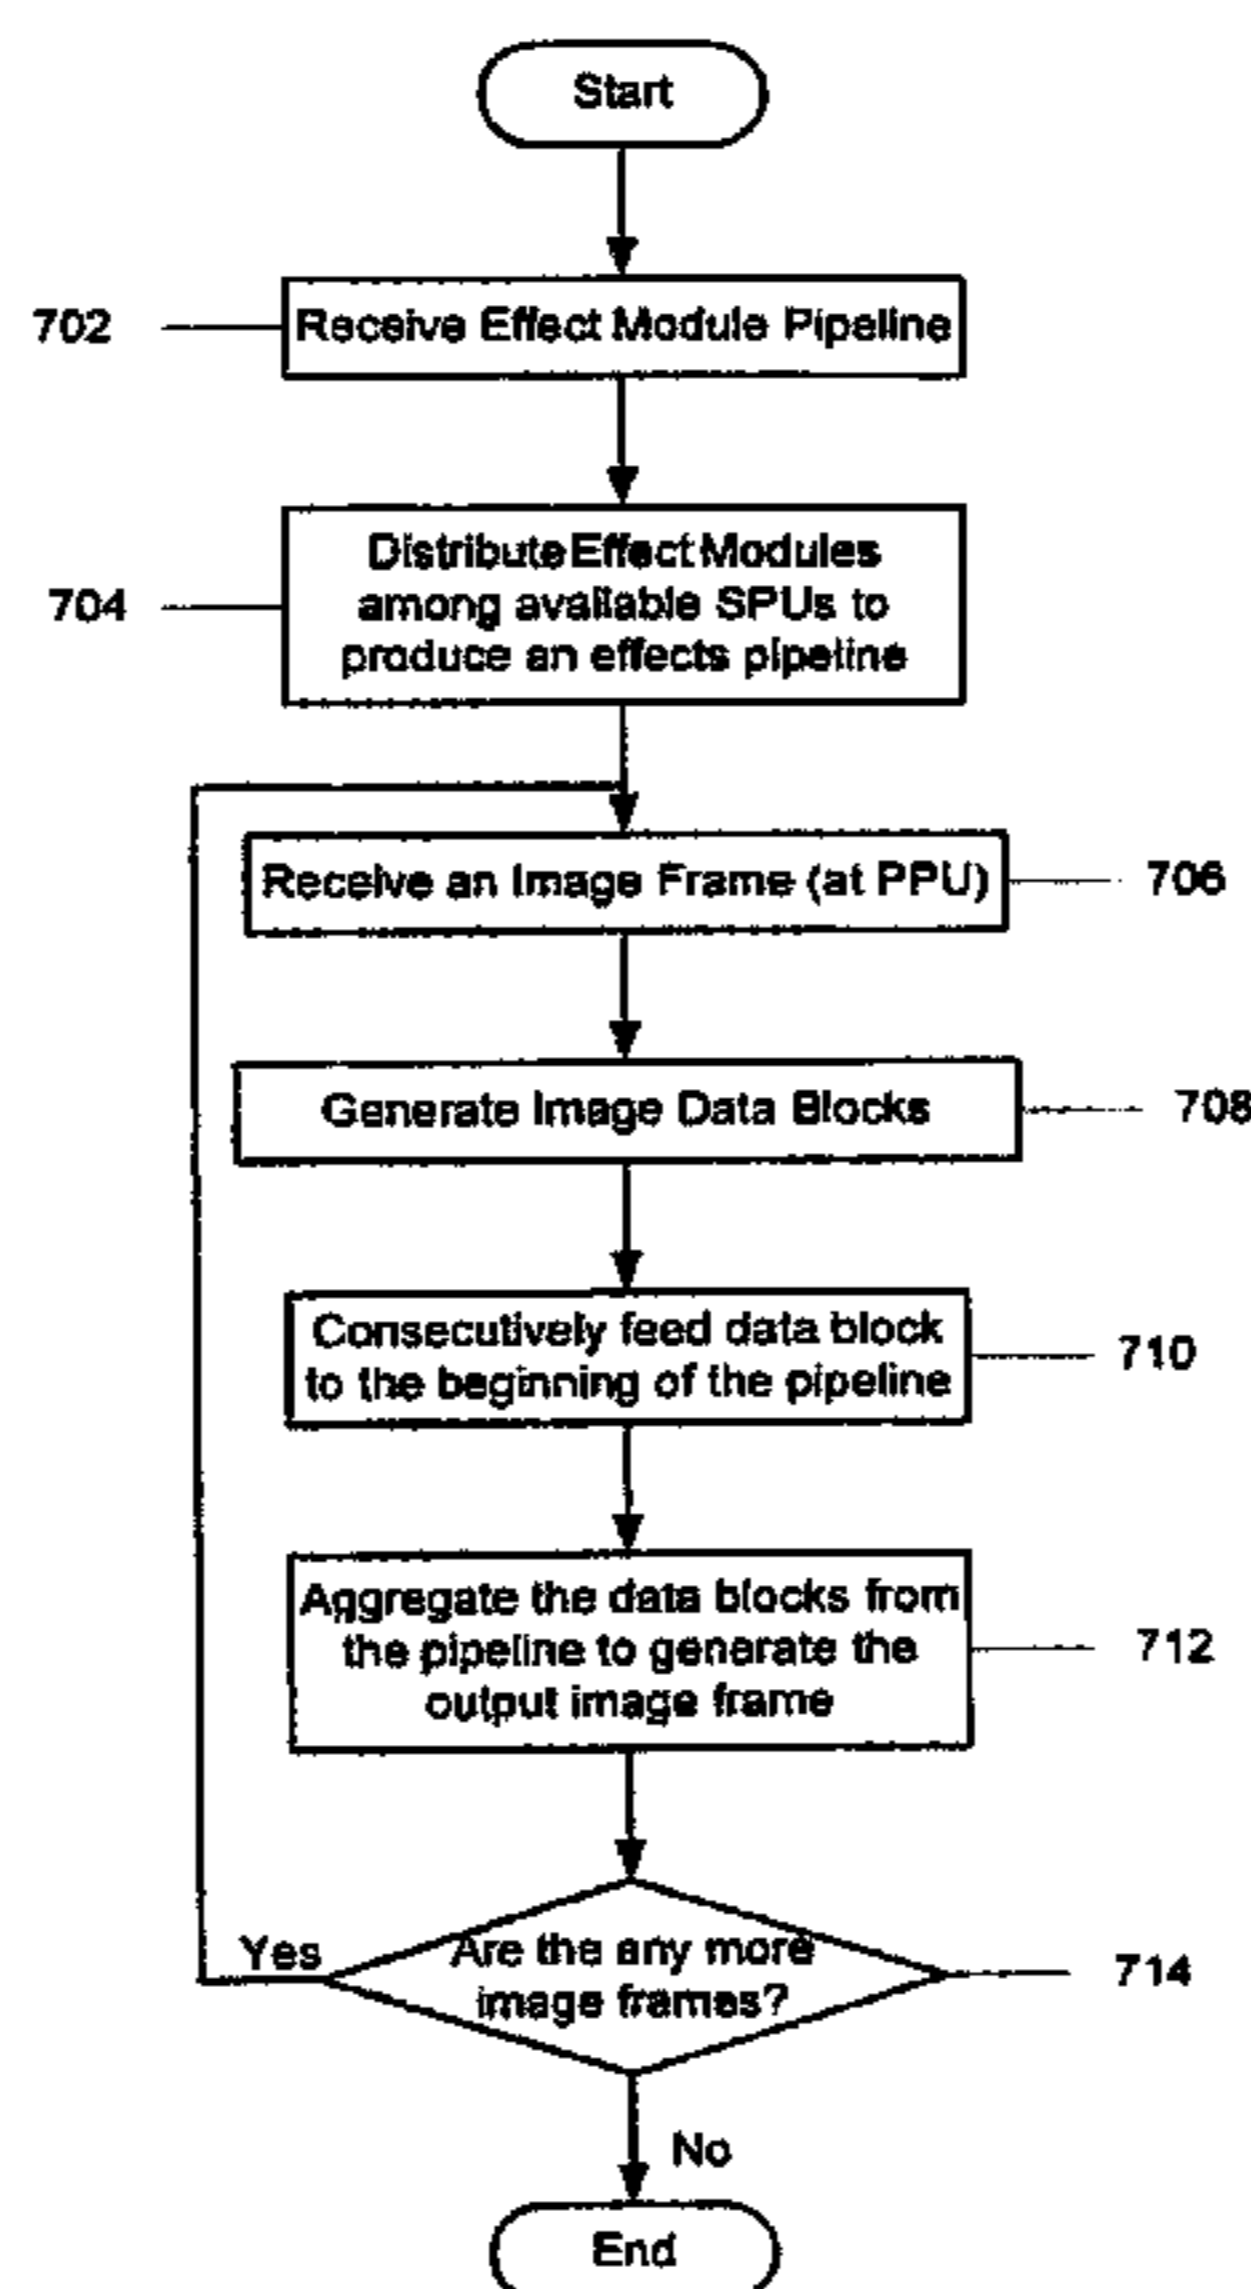 Start
702
Receive Effect Module Pipeline
704
Distribute Effect Modules
among available SPUs to
produce an effects pipeline
Receive an Image Frame (at PPU)
706
Generate Image Data Blocks
708
Consecutively feed data block
to the beginning of the pipeline
710
Aggregate the data blocks from
the pipeline to generate the
output image frame
712
Yes
Are the any more
image frames?
714
No
End